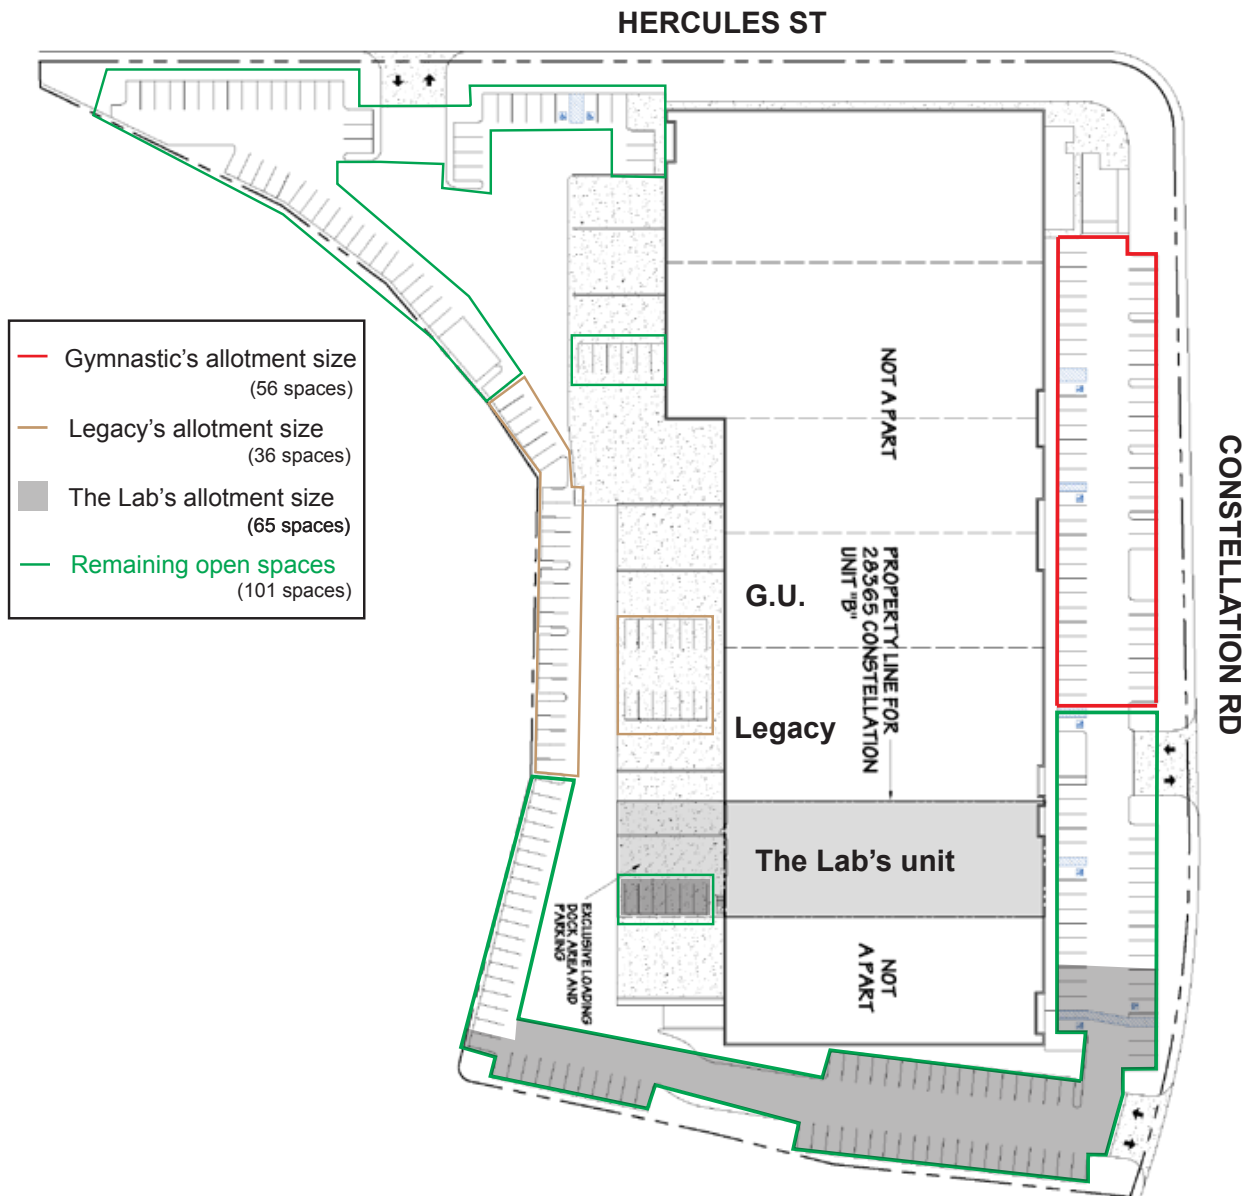 HERCULES ST
Gymnastic's allotment size
(56 spaces)
Legacy's allotment size
(36 spaces)
The Lab's allotment size
(65 spaces)
Remaining open spaces
(101 spaces)
NOT A PART
CONSTELLATION RD
G.U.
PROPERTY LINE FOR
28365 CONSTELLATION
UNIT "B"
Legacy
The Lab's unit
EXCLUSIVE LOADING
DOCK AREA AND
PARKING
NOT
A PART